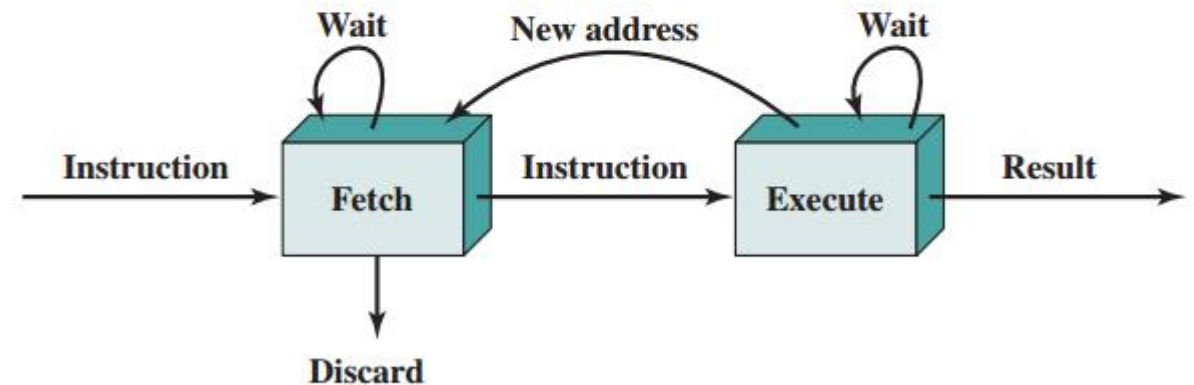 Wait
New address
Wait
Instruction
Fetch
Instruction
Execute
Result
Discard